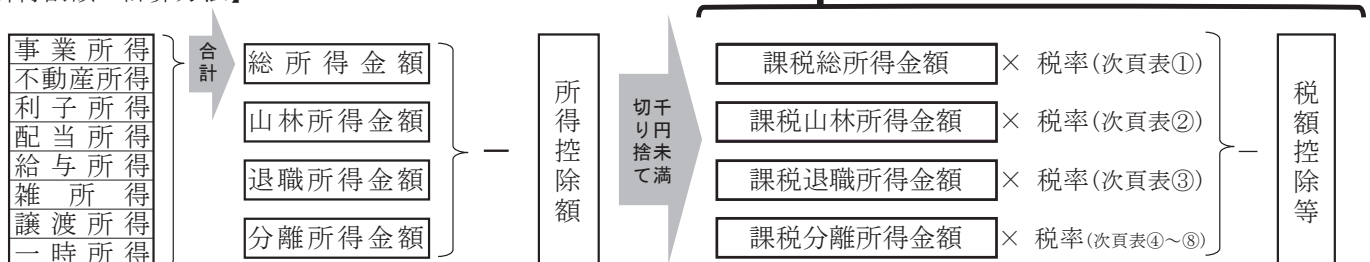 事業所得
不動産所得
利子所得
配当所得
給与所得
雑所得
譲渡所得
一時所得
合計
総所得金額
山林所得金額
退職所得金額
分離所得金額
－
所得控除額
千円未満
切り捨て
課税総所得金額 × 税率(次頁表①)
課税山林所得金額 × 税率(次頁表②)
課税退職所得金額 × 税率(次頁表③)
課税分離所得金額 × 税率(次頁表④～⑧)
－
税額控除等